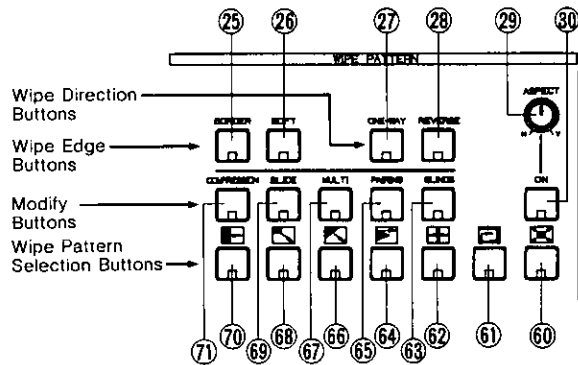 25 26 27 28 29 30
WIPE PATTERN
ASPECT
Wipe Direction
Buttons
BORDER SOFT ONE-WAY REVERSE
H V
Wipe Edge
Buttons
COMPRESSION SLIDE MULTI PAIRING BLINDS ON
Modify
Buttons
Wipe Pattern
Selection Buttons
70 68 66 64 62 61 60
71 69 67 65 63